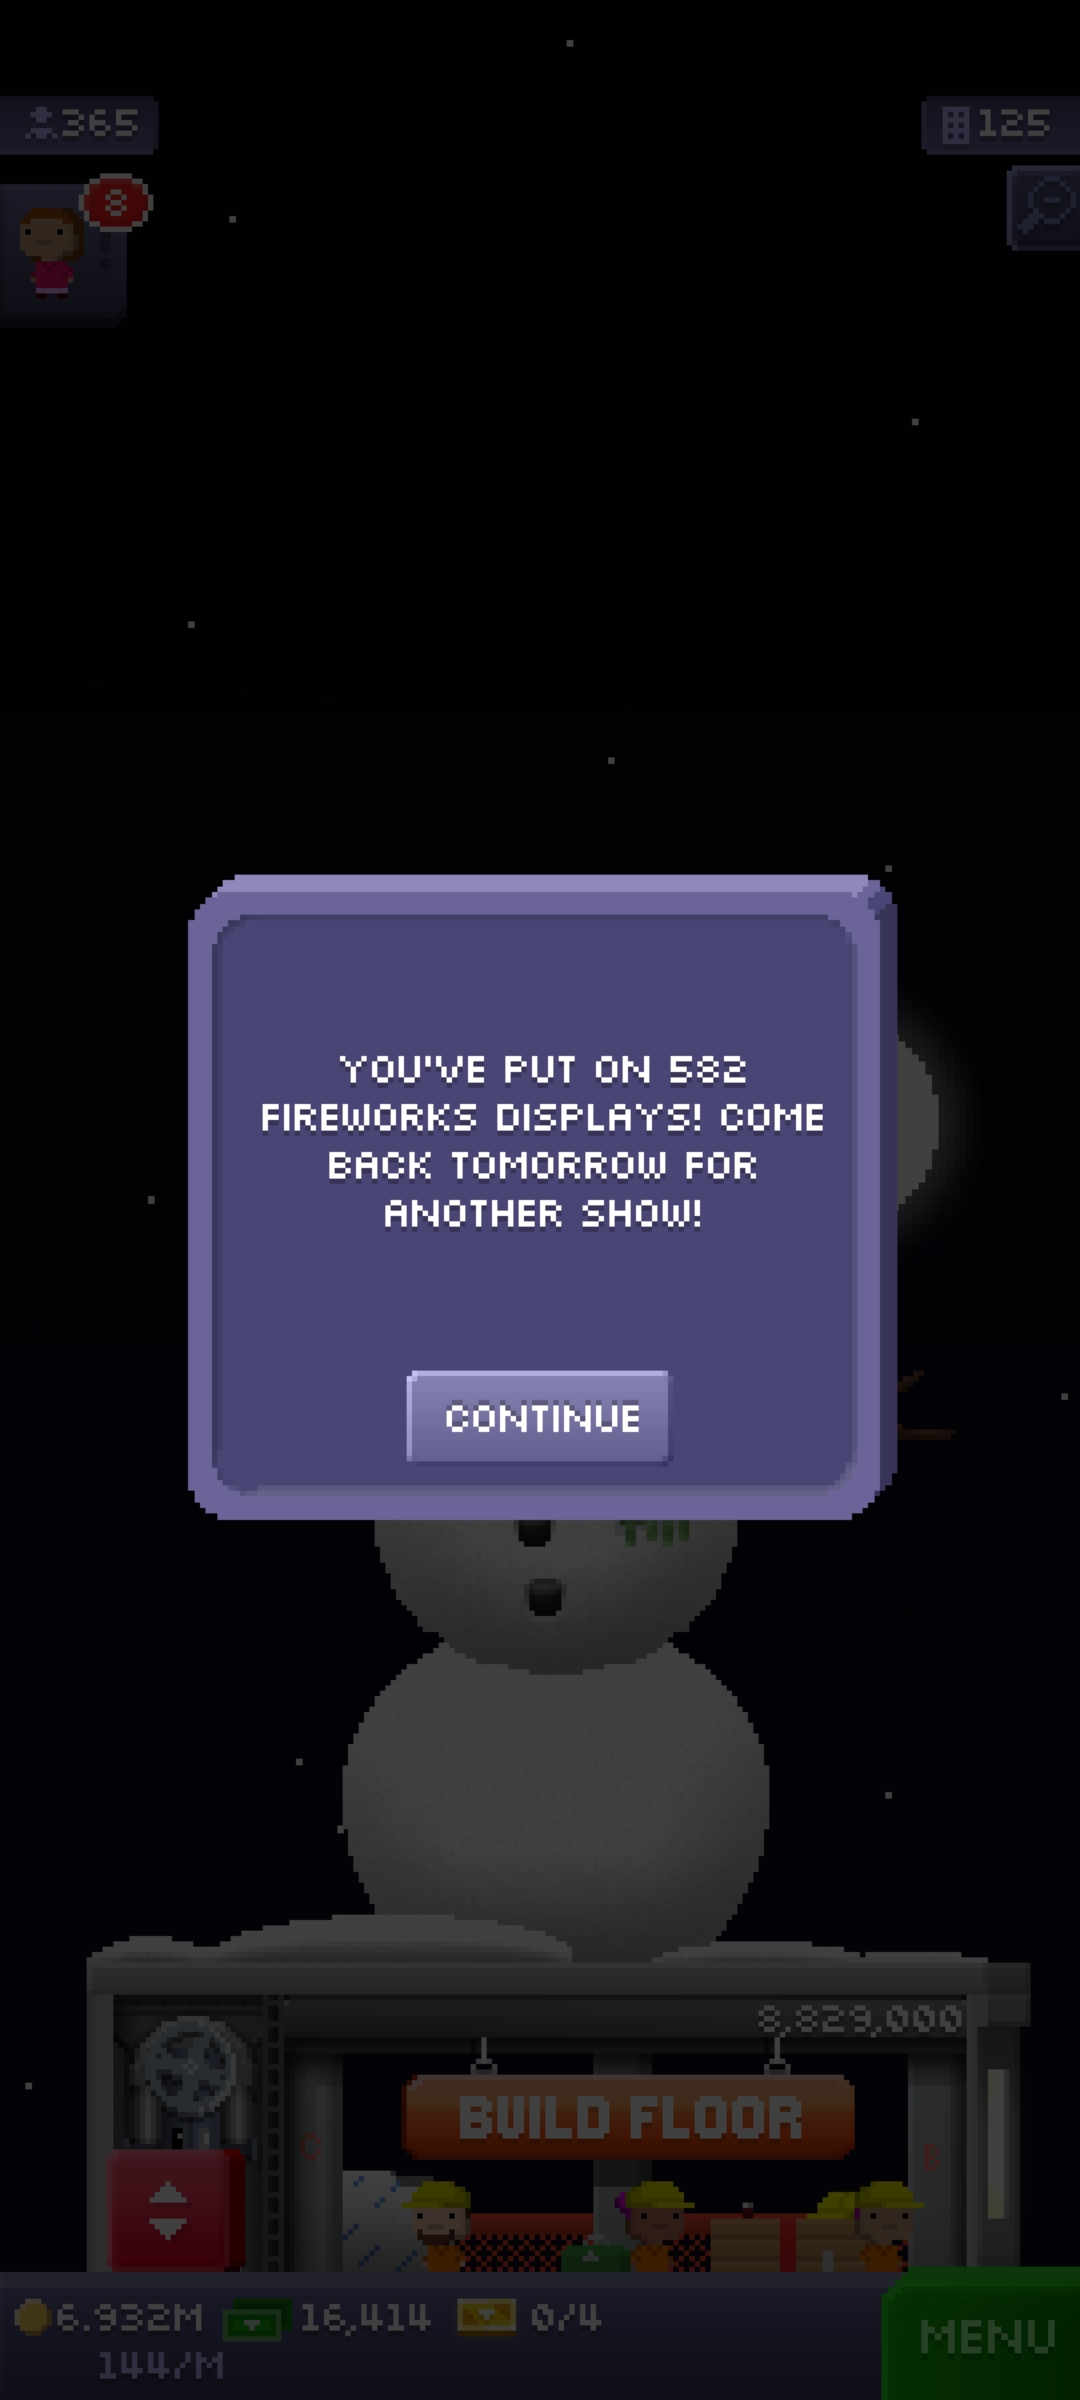 365
125
8
YOU'VE PUT ON 582
FIREWORKS DISPLAYS! COME
BACK TOMORROW FOR
ANOTHER SHOW!
CONTINUE
8,829,000
BUILD FLOOR
6.932M 16,414 0/4
MENU
144/M